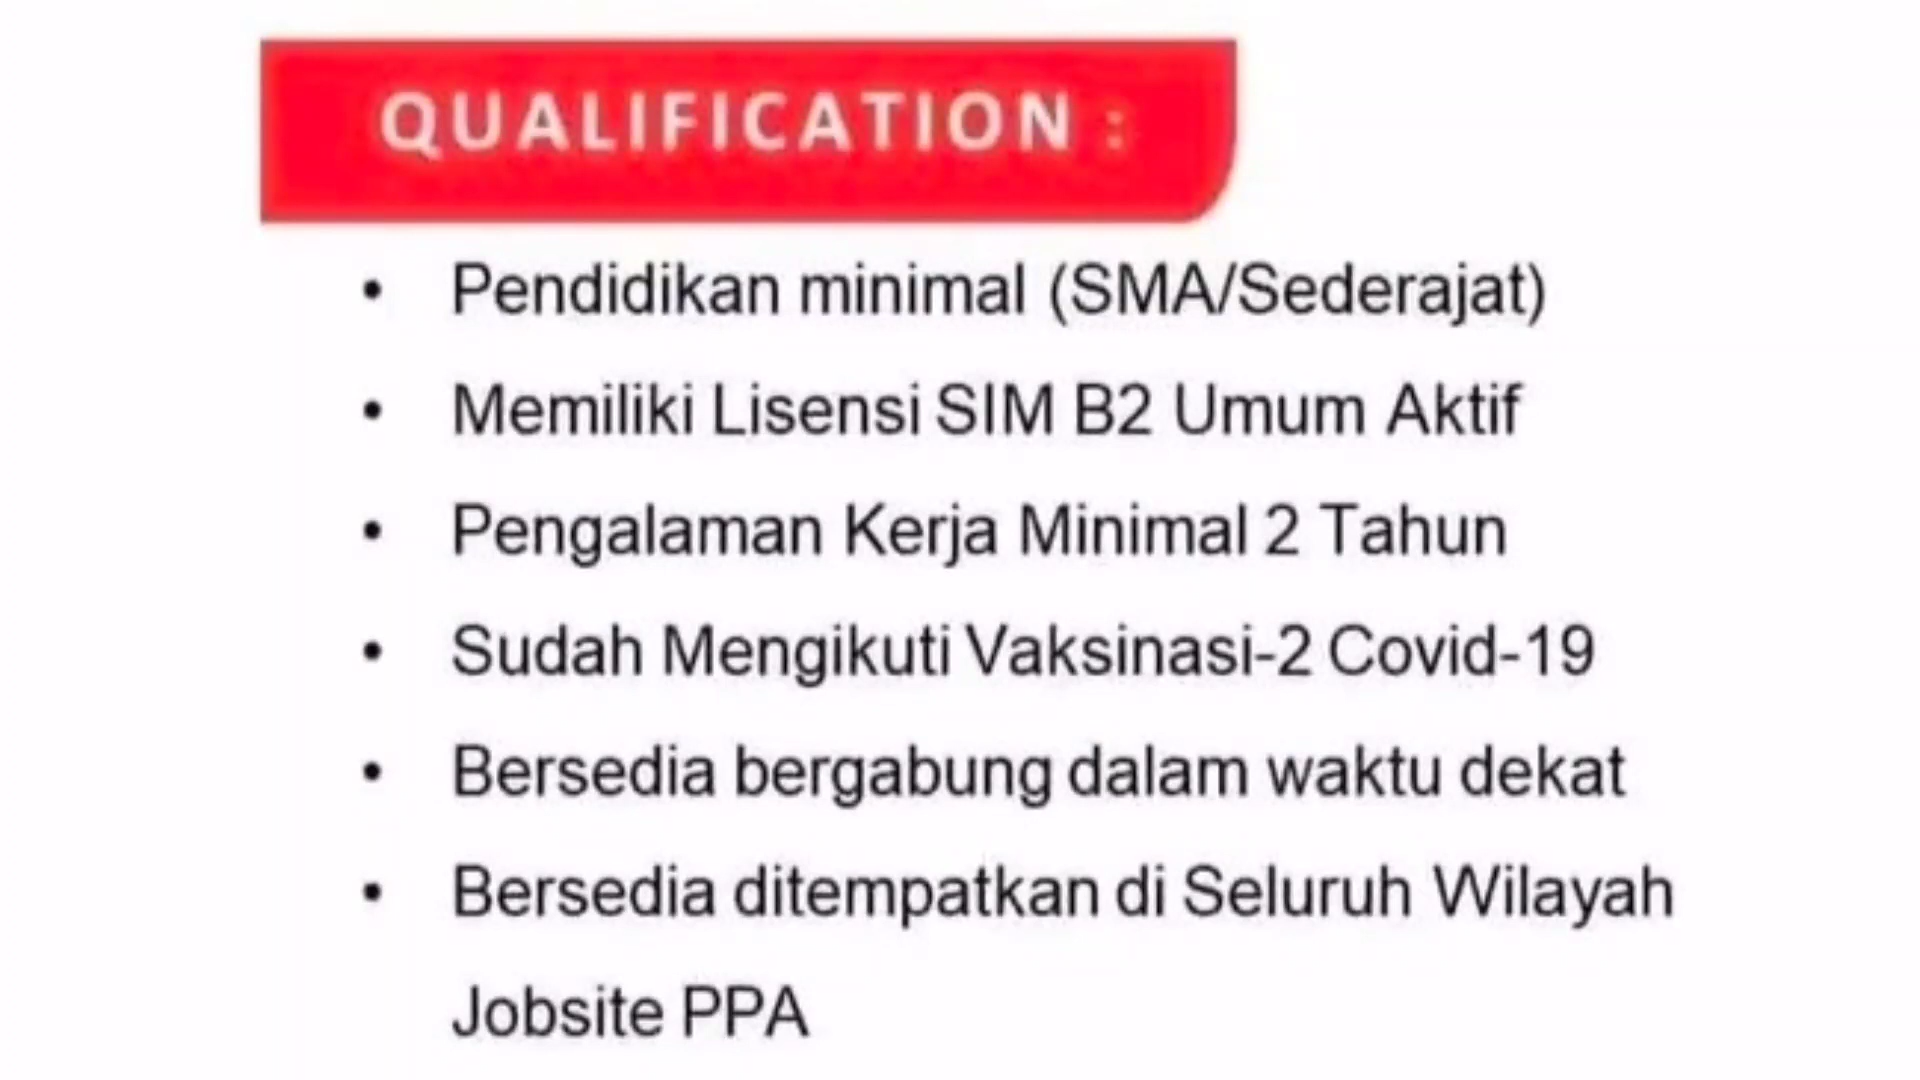 QUALIFICATION :
• Pendidikan minimal (SMA/Sederajat)
• Memiliki Lisensi SIM B2 Umum Aktif
• Pengalaman Kerja Minimal 2 Tahun
• Sudah Mengikuti Vaksinasi-2 Covid-19
• Bersedia bergabung dalam waktu dekat
• Bersedia ditempatkan di Seluruh Wilayah
Jobsite PPA